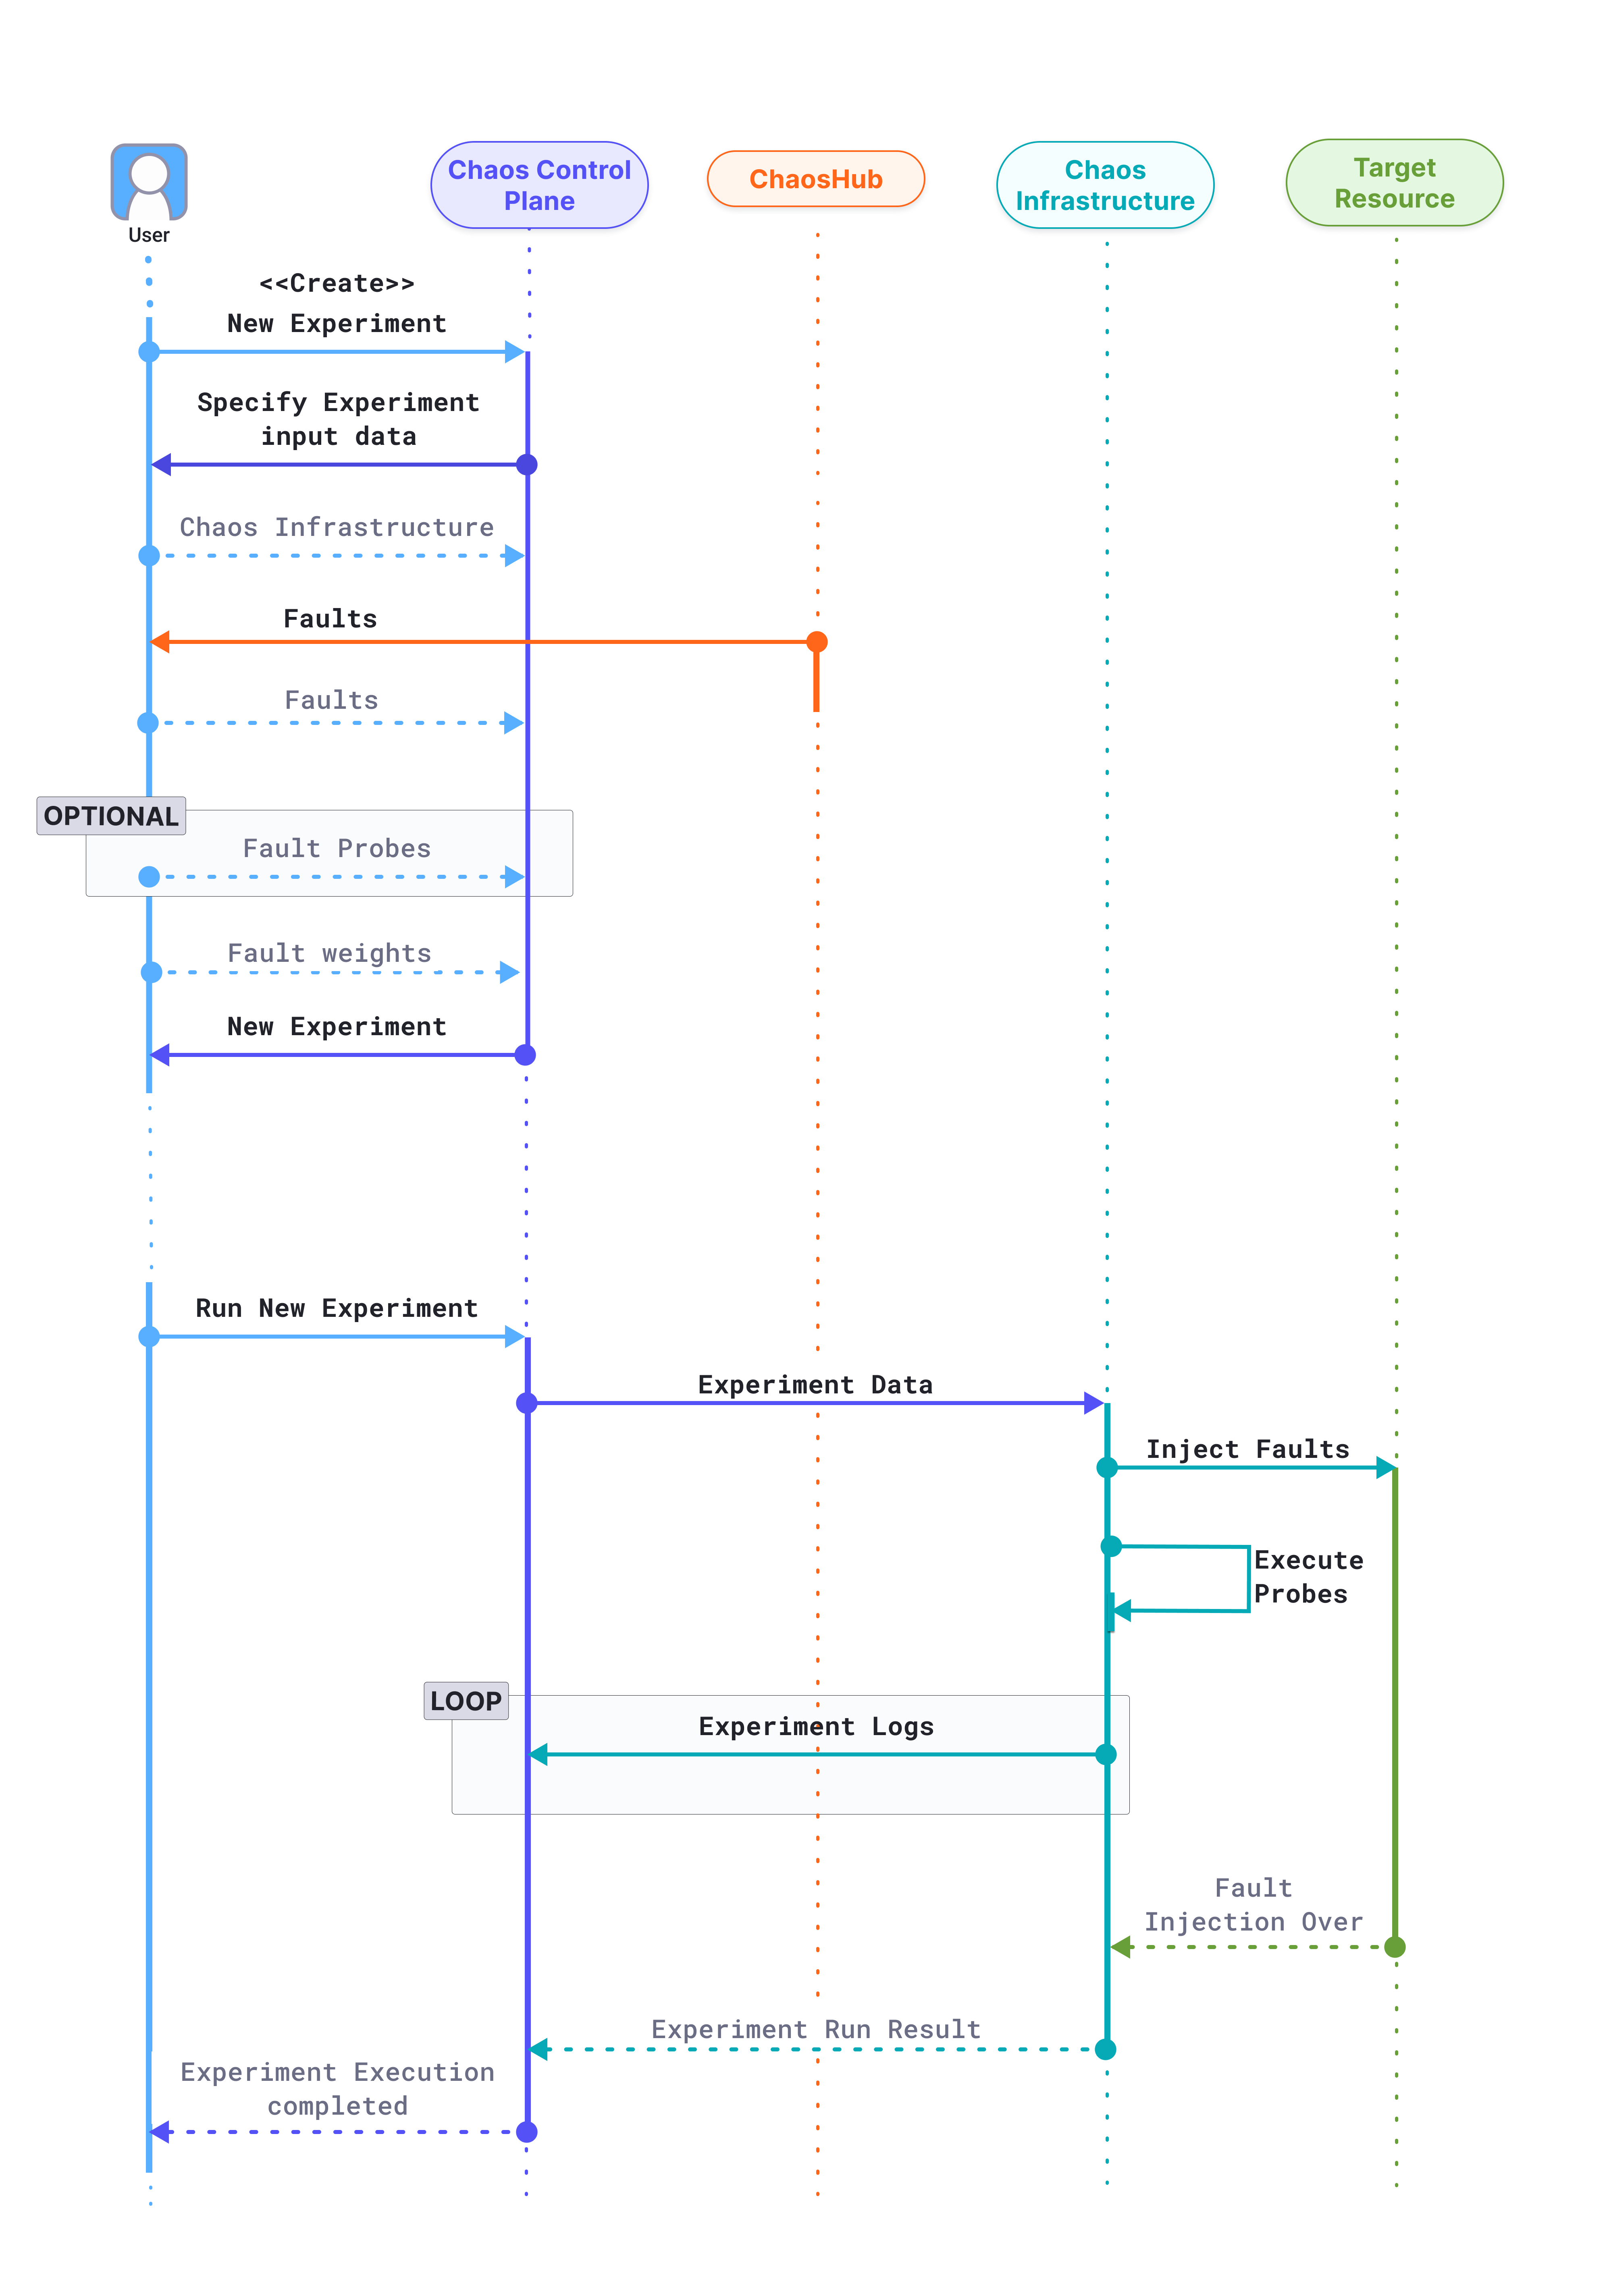 User
Chaos Control
Plane
ChaosHub
Chaos
Infrastructure
Target
Resource
<<Create>>
New Experiment
Specify Experiment
input data
Chaos Infrastructure
Faults
Faults
OPTIONAL
Fault Probes
Fault weights
New Experiment
Run New Experiment
Experiment Data
Inject Faults
Execute
Probes
LOOP
Experiment Logs
Fault
Injection Over
Experiment Run Result
Experiment Execution
completed